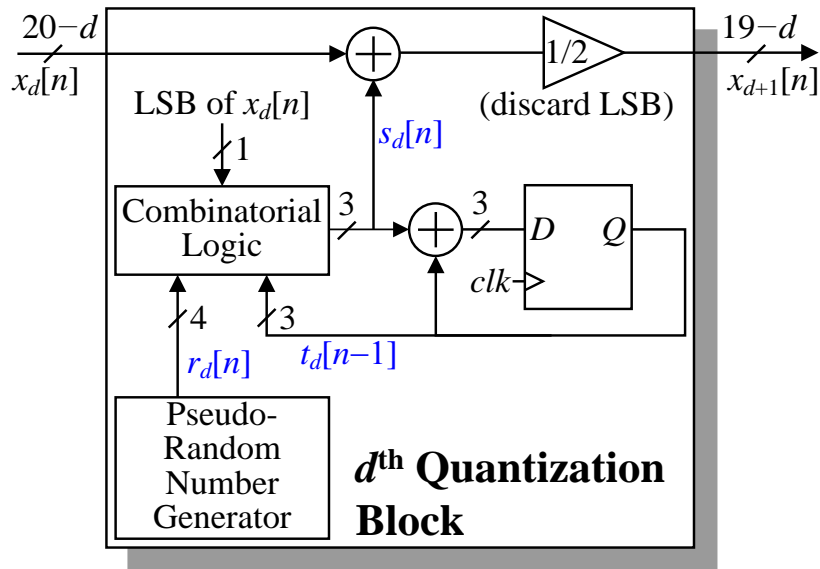 20−d
19−d
x_d[n]
1/2
x_{d+1}[n]
LSB of x_d[n]
(discard LSB)
s_d[n]
1
Combinatorial
Logic
3
3
D
Q
clk
4
3
r_d[n]
t_d[n−1]
Pseudo-
Random
Number
Generator
d^th Quantization
Block